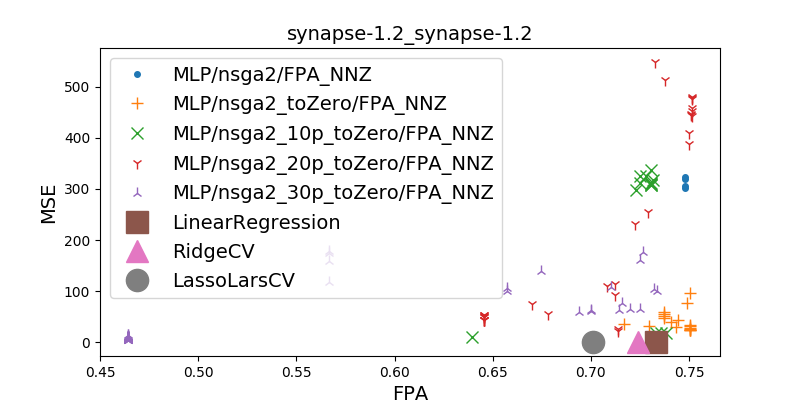 synapse-1.2_synapse-1.2
MSE
500
400
300
200
100
0
MLP/nsga2/FPA_NNZ
MLP/nsga2_toZero/FPA_NNZ
MLP/nsga2_10p_toZero/FPA_NNZ
MLP/nsga2_20p_toZero/FPA_NNZ
MLP/nsga2_30p_toZero/FPA_NNZ
LinearRegression
RidgeCV
LassoLarsCV
0.45 0.50 0.55 0.60 0.65 0.70 0.75
FPA